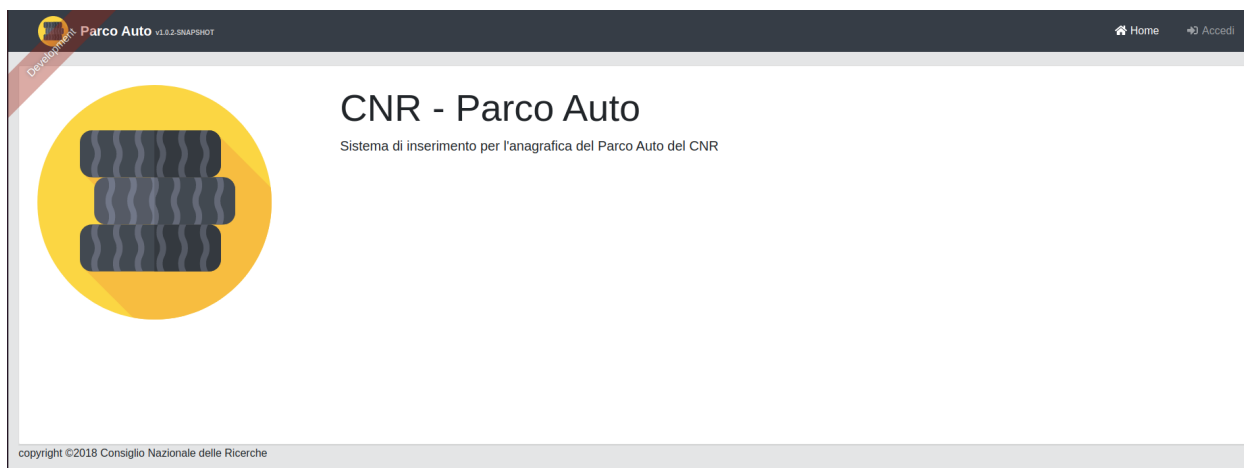 Parco Auto v1.0.2-SNAPSHOT
Home
Accedi
Development
CNR - Parco Auto
Sistema di inserimento per l'anagrafica del Parco Auto del CNR
copyright ©2018 Consiglio Nazionale delle Ricerche